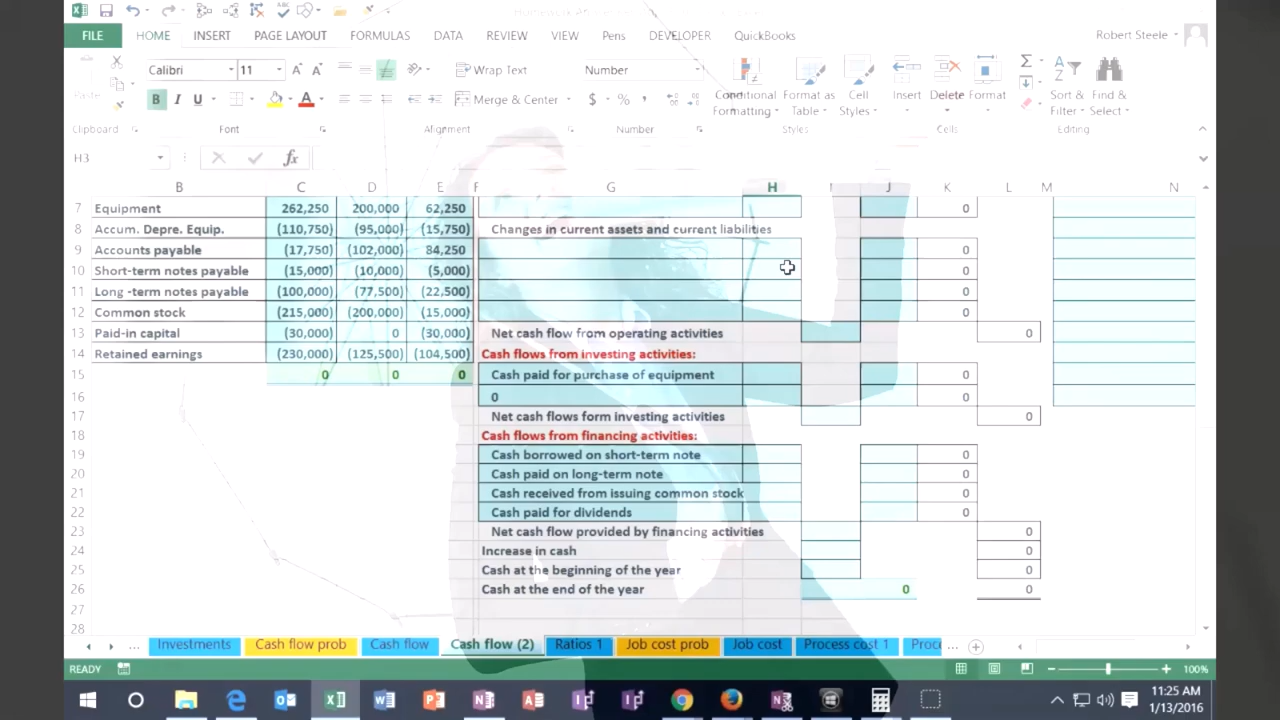 FILE HOME INSERT PAGE LAYOUT FORMULAS DATA REVIEW VIEW Pens DEVELOPER QuickBooks Robert Steele
Calibri 11 Wrap Text Number Conditional Format as Cell Insert Delete Format Sort & Find &
Paste B I U A Merge & Center $ % Formatting Table Styles Filter Select
Clipboard Font Alignment Number Styles Cells Editing
H3 fx
B C D E F G H I J K L M N
7 Equipment 262,250 200,000 62,250 0
8 Accum. Depre. Equip. (110,750) (95,000) (15,750) Changes in current assets and current liabilities
9 Accounts payable (17,750) (102,000) 84,250 0
10 Short-term notes payable (15,000) (10,000) (5,000) 0
11 Long -term notes payable (100,000) (77,500) (22,500) 0
12 Common stock (215,000) (200,000) (15,000) 0
13 Paid-in capital (30,000) 0 (30,000) Net cash flow from operating activities 0
14 Retained earnings (230,000) (125,500) (104,500) Cash flows from investing activities:
15 0 0 0 Cash paid for purchase of equipment 0
16 0 0
17 Net cash flows form investing activities 0
18 Cash flows from financing activities:
19 Cash borrowed on short-term note 0
20 Cash paid on long-term note 0
21 Cash received from issuing common stock 0
22 Cash paid for dividends 0
23 Net cash flow provided by financing activities 0
24 Increase in cash 0
25 Cash at the beginning of the year 0
26 Cash at the end of the year 0 0
27
28
... Investments Cash flow prob Cash flow Cash flow (2) Ratios 1 Job cost prob Job cost Process cost 1 Proce ...
READY 100%
11:25 AM
1/13/2016